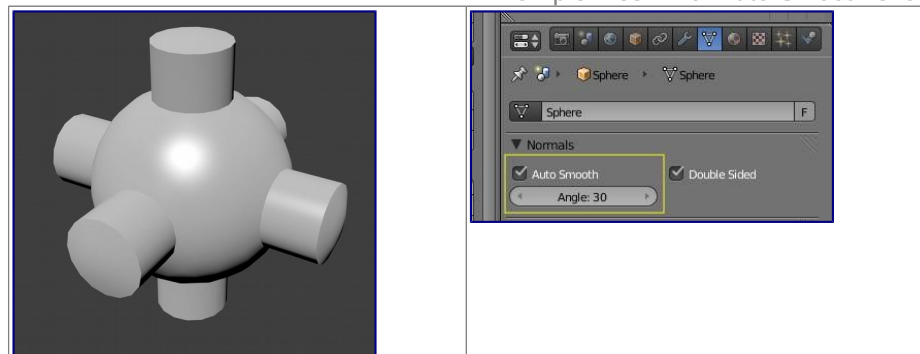 Sphere
Sphere
Sphere
F
Normals
Auto Smooth
Double Sided
Angle: 30